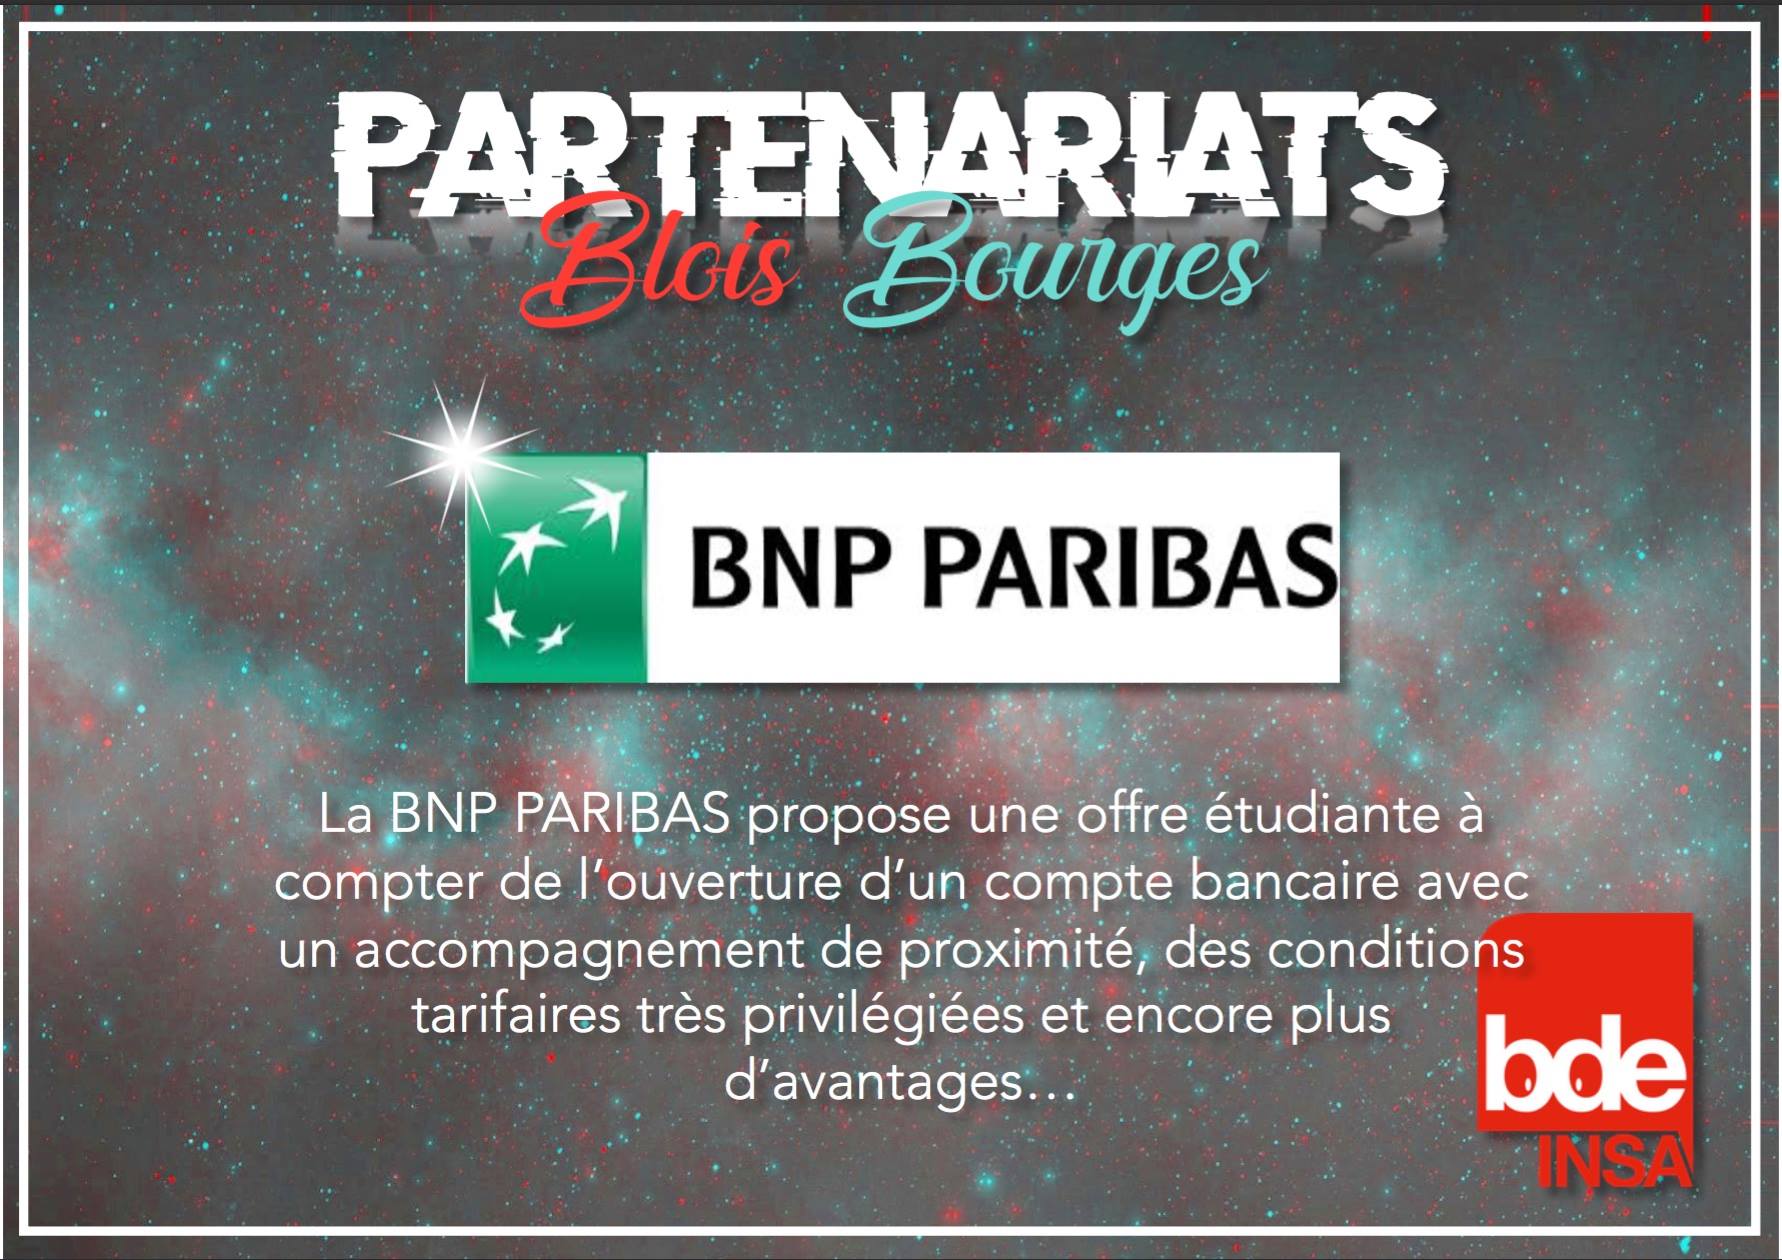 PARTENARIATS
Blois Bourges
BNP PARIBAS
La BNP PARIBAS propose une offre étudiante à
compter de l’ouverture d’un compte bancaire avec
un accompagnement de proximité, des conditions
tarifaires très privilégiées et encore plus
d’avantages…
bde
INSA